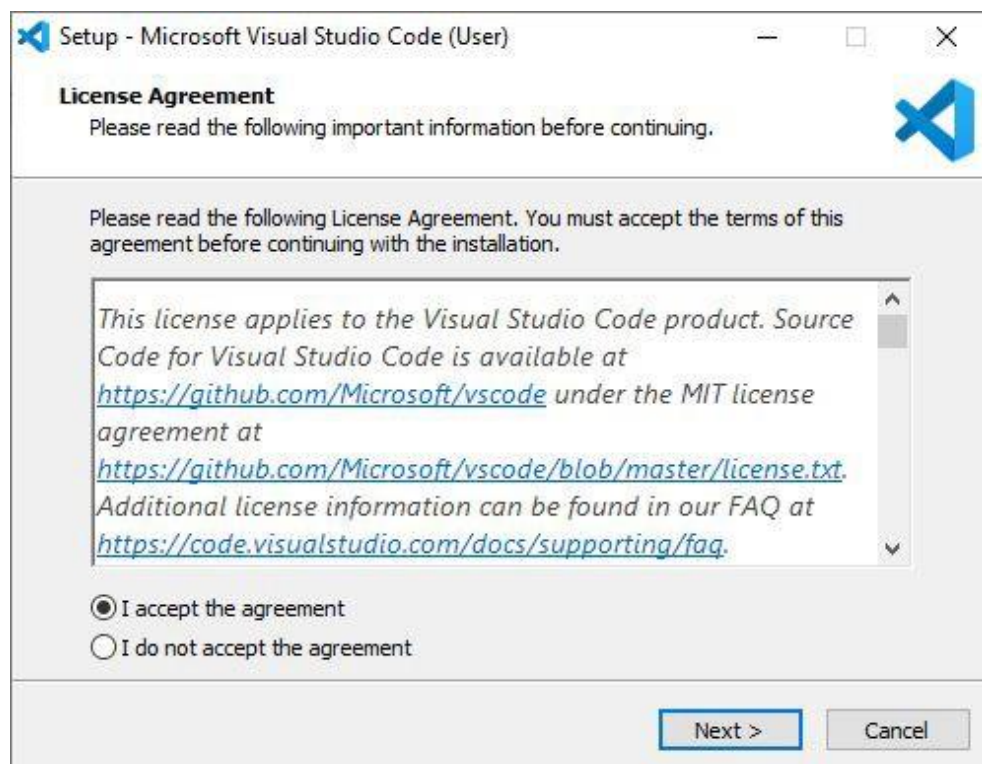 Setup - Microsoft Visual Studio Code (User)
License Agreement
Please read the following important information before continuing.
Please read the following License Agreement. You must accept the terms of this
agreement before continuing with the installation.
This license applies to the Visual Studio Code product. Source
Code for Visual Studio Code is available at
https://github.com/Microsoft/vscode under the MIT license
agreement at
https://github.com/Microsoft/vscode/blob/master/license.txt.
Additional license information can be found in our FAQ at
https://code.visualstudio.com/docs/supporting/faq.
I accept the agreement
I do not accept the agreement
Next >
Cancel